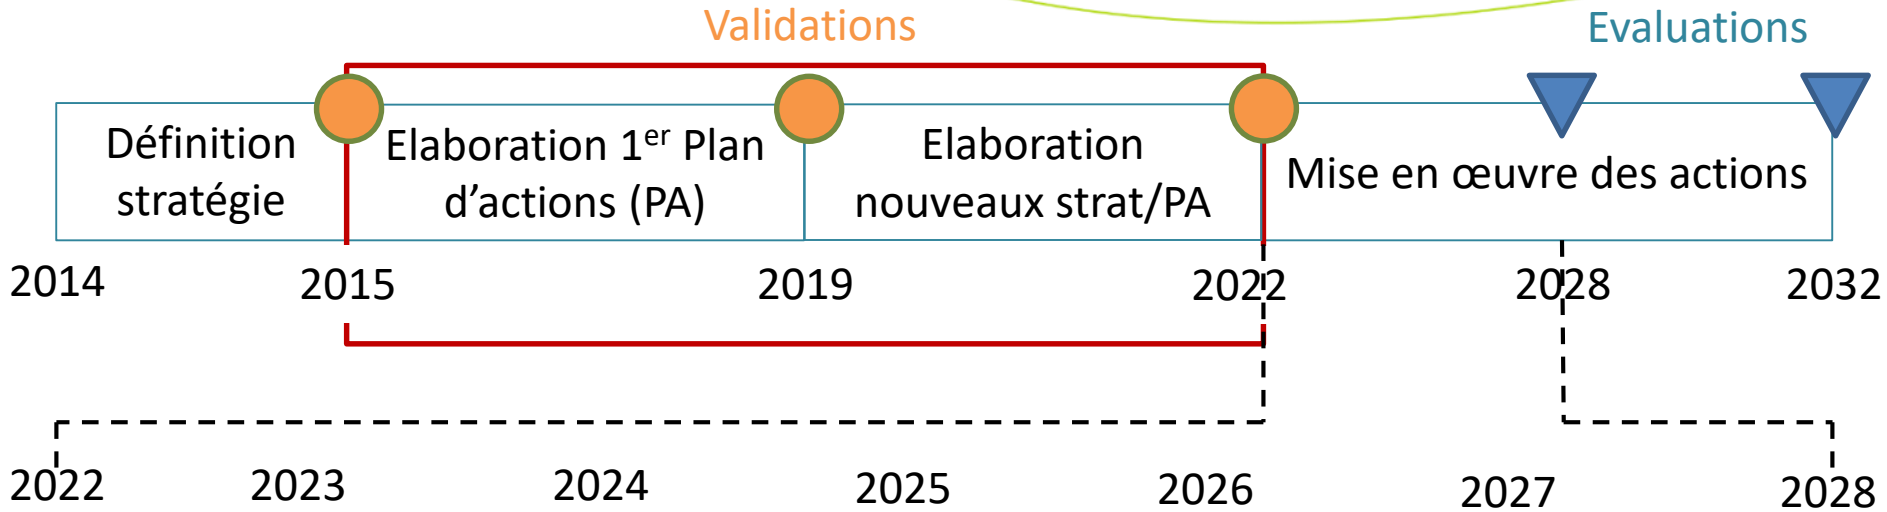 Validations
Evaluations
Définition
stratégie
Elaboration 1er Plan
d'actions (PA)
Elaboration
nouveaux strat/PA
Mise en œuvre des actions
2014
2015
2019
2022
2028
2032
2022
2023
2024
2025
2026
2027
2028